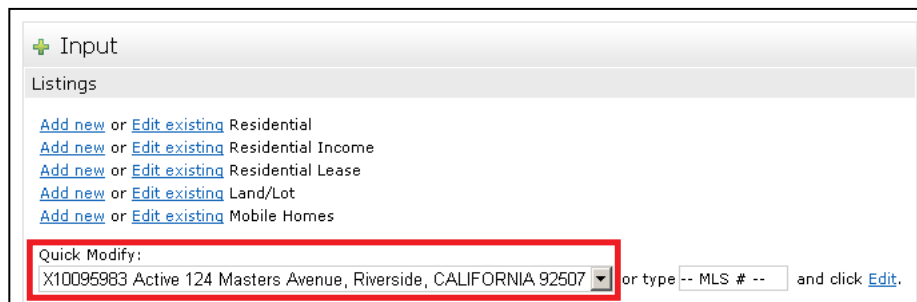 Input
Listings
Add new or Edit existing Residential
Add new or Edit existing Residential Income
Add new or Edit existing Residential Lease
Add new or Edit existing Land/Lot
Add new or Edit existing Mobile Homes
Quick Modify:
X10095983 Active 124 Masters Avenue, Riverside, CALIFORNIA 92507 or type -- MLS # -- and click Edit.